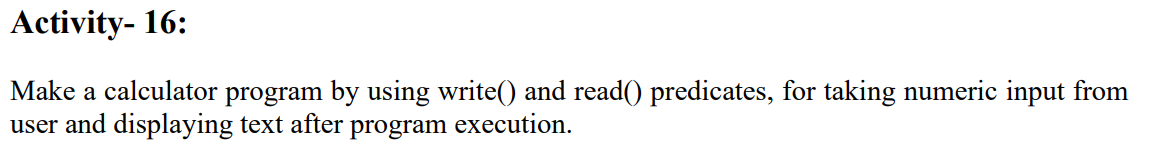 Activity- 16:
Make a calculator program by using write() and read() predicates, for taking numeric input from
user and displaying text after program execution.